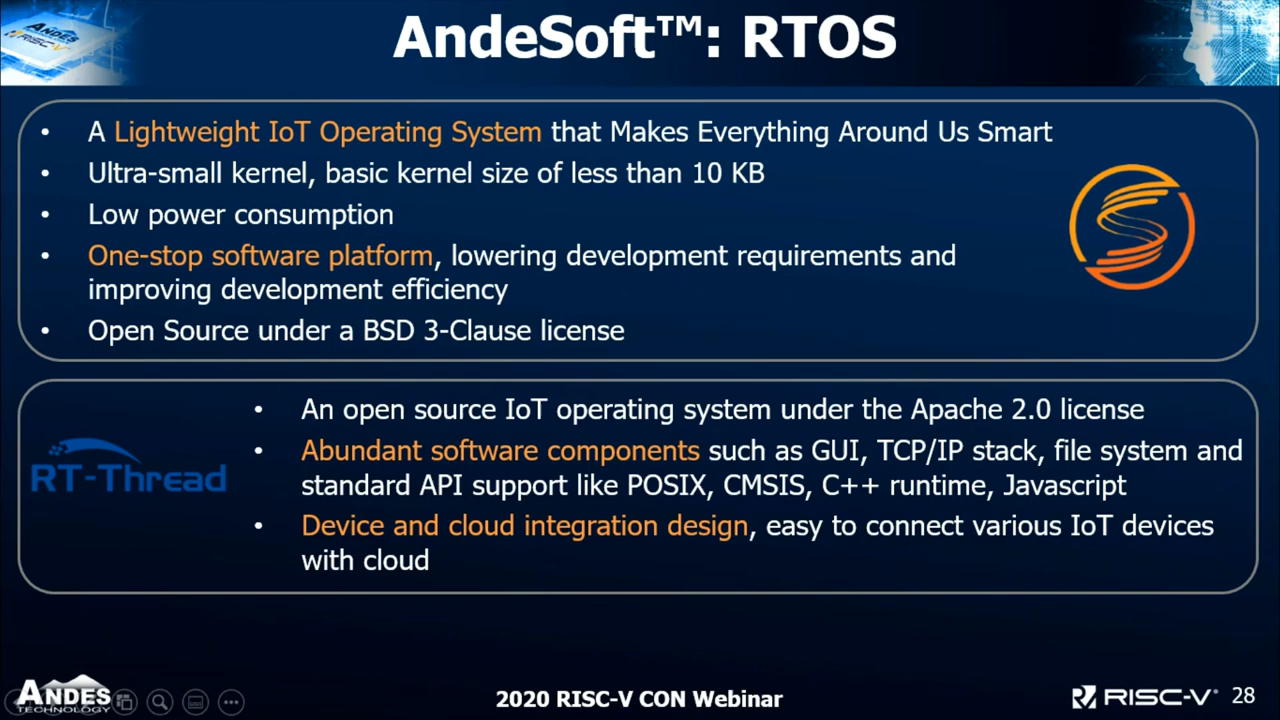 AndeSoft™: RTOS
ANDES
RISC-V
• A Lightweight IoT Operating System that Makes Everything Around Us Smart
• Ultra-small kernel, basic kernel size of less than 10 KB
• Low power consumption
• One-stop software platform, lowering development requirements and
improving development efficiency
• Open Source under a BSD 3-Clause license
RT-Thread
• An open source IoT operating system under the Apache 2.0 license
• Abundant software components such as GUI, TCP/IP stack, file system and
standard API support like POSIX, CMSIS, C++ runtime, Javascript
• Device and cloud integration design, easy to connect various IoT devices
with cloud
ANDES
TECHNOLOGY
2020 RISC-V CON Webinar
RISC-V®
28